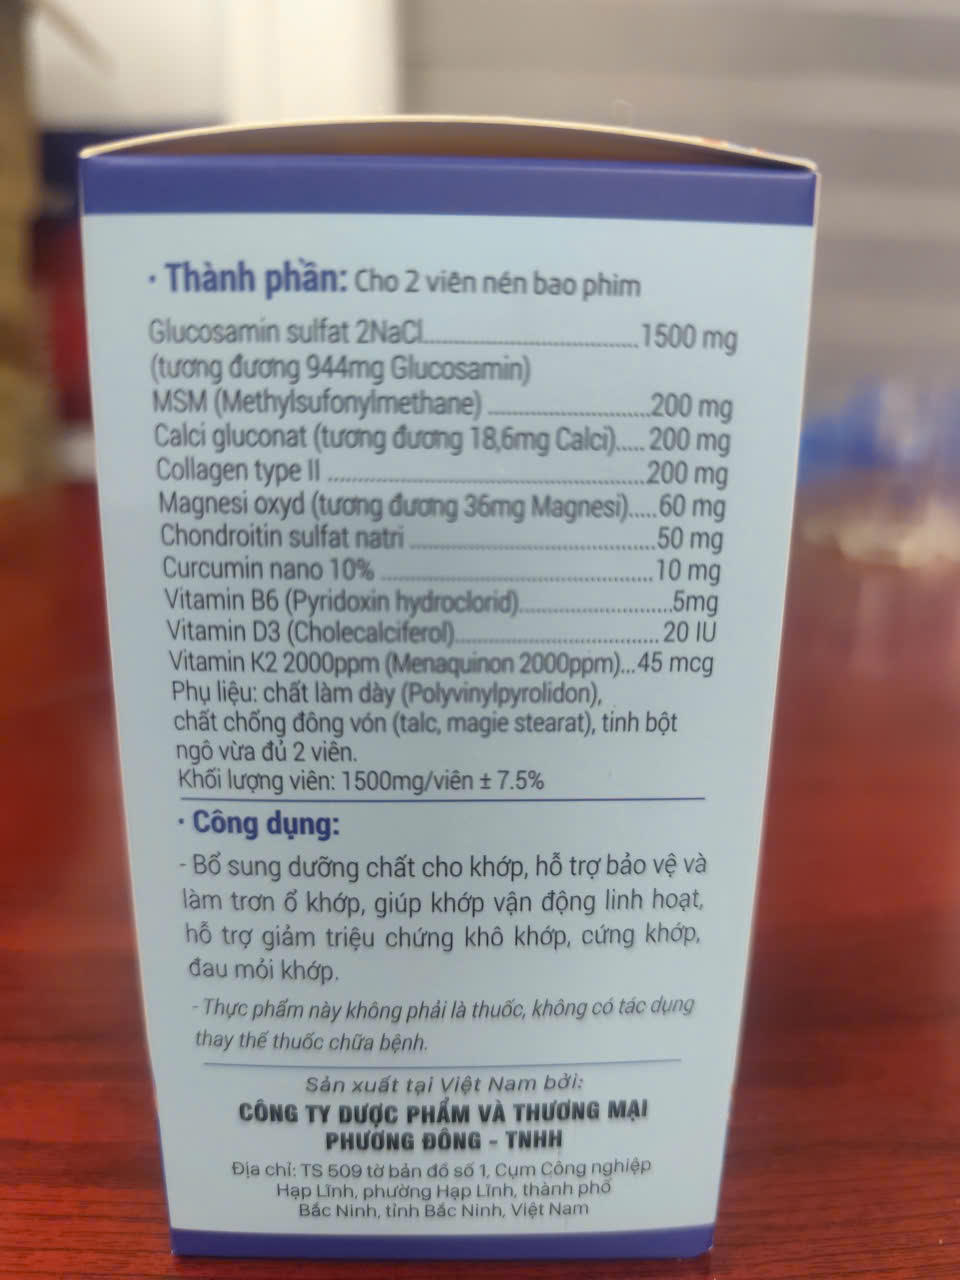 · Thành phần: Cho 2 viên nén bao phim
Glucosamin sulfat 2NaCl..............................1500 mg
(tương đương 944mg Glucosamin)
MSM (Methylsufonylmethane) ......................200 mg
Calci gluconat (tương đương 18,6mg Calci)..... 200 mg
Collagen type II ...........................................200 mg
Magnesi oxyd (tương đương 36mg Magnesi).....60 mg
Chondroitin sulfat natri .................................50 mg
Curcumin nano 10% .....................................10 mg
Vitamin B6 (Pyridoxin hydroclorid).....................5mg
Vitamin D3 (Cholecalciferol)............................ 20 IU
Vitamin K2 2000ppm (Menaquinon 2000ppm)...45 mcg
Phụ liệu: chất làm dày (Polyvinylpyrolidon),
chất chống đông vón (talc, magie stearat), tinh bột
ngô vừa đủ 2 viên.
Khối lượng viên: 1500mg/viên ± 7.5%
· Công dụng:
- Bổ sung dưỡng chất cho khớp, hỗ trợ bảo vệ và
làm trơn ổ khớp, giúp khớp vận động linh hoạt,
hỗ trợ giảm triệu chứng khô khớp, cứng khớp,
đau mỏi khớp.
- Thực phẩm này không phải là thuốc, không có tác dụng
thay thế thuốc chữa bệnh.
Sản xuất tại Việt Nam bởi:
CÔNG TY DƯỢC PHẨM VÀ THƯƠNG MẠI
PHƯƠNG ĐÔNG - TNHH
Địa chỉ: TS 509 tờ bản đồ số 1, Cụm Công nghiệp
Hạp Lĩnh, phường Hạp Lĩnh, thành phố
Bắc Ninh, tỉnh Bắc Ninh, Việt Nam